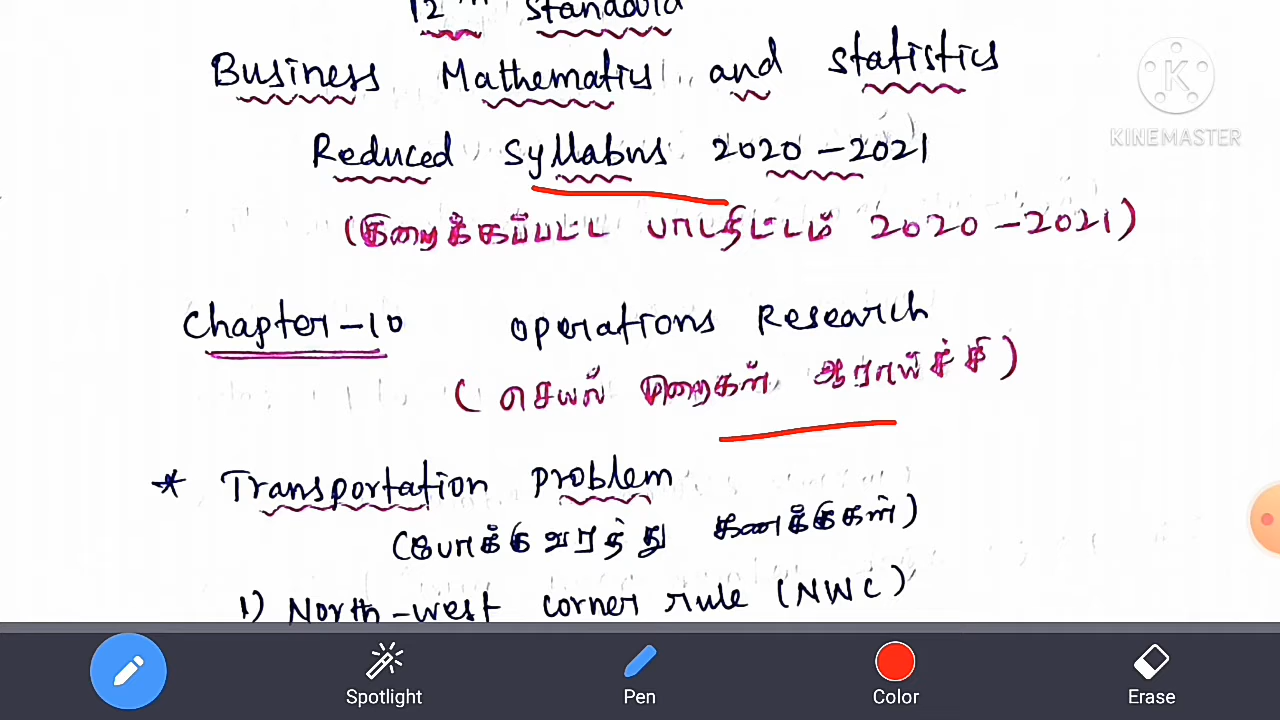 12th Standard
Business Mathematics and Statistics
KINEMASTER
Reduced Syllabus 2020-2021
(குறைக்கப்பட்ட பாடத்திட்டம் 2020-2021)
Chapter-10 Operations Research
(செயல் முறைகள் ஆராய்ச்சி)
* Transportation problem
(போக்குவரத்து கணக்குகள்)
1) North-west corner rule (NWC)
Spotlight Pen Color Erase